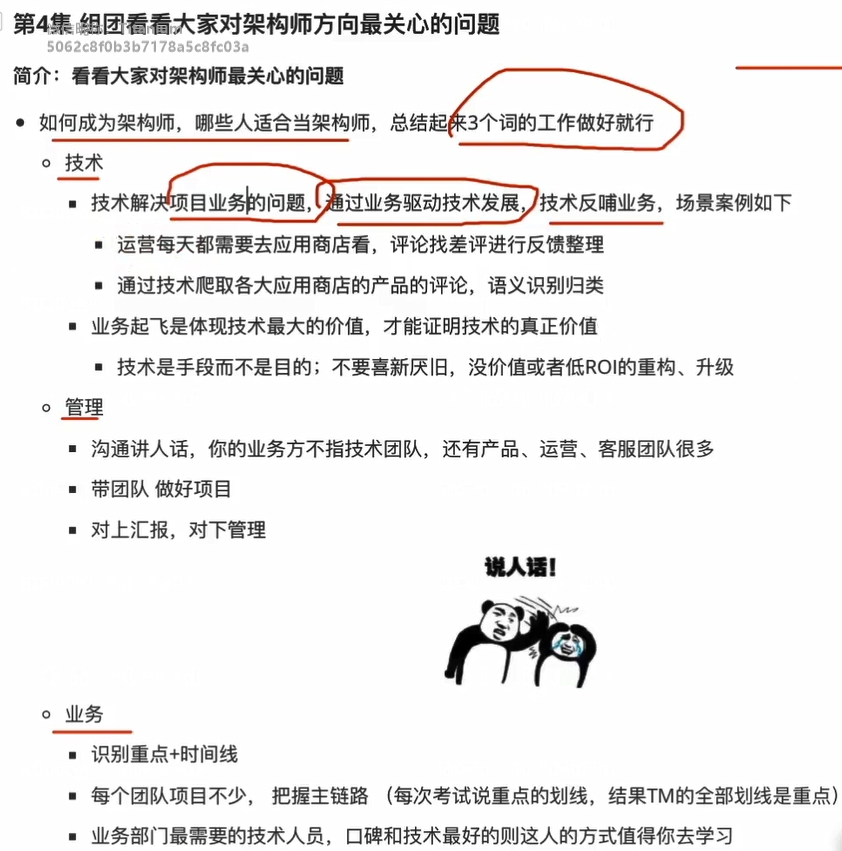 第4集 组团看看大家对架构师方向最关心的问题
5062c8f0b3b7178a5c8fc03a
简介：看看大家对架构师最关心的问题
如何成为架构师，哪些人适合当架构师，总结起来3个词的工作做好就行
技术
技术解决项目业务的问题，通过业务驱动技术发展，技术反哺业务，场景案例如下
运营每天都需要去应用商店看，评论找差评进行反馈整理
通过技术爬取各大应用商店的产品的评论，语义识别归类
业务起飞是体现技术最大的价值，才能证明技术的真正价值
技术是手段而不是目的；不要喜新厌旧，没价值或者低ROI的重构、升级
管理
沟通讲人话，你的业务方不指技术团队，还有产品、运营、客服团队很多
带团队 做好项目
对上汇报，对下管理
说人话！
业务
识别重点+时间线
每个团队项目不少， 把握主链路 （每次考试说重点的划线，结果TM的全部划线是重点）
业务部门最需要的技术人员，口碑和技术最好的则这人的方式值得你去学习